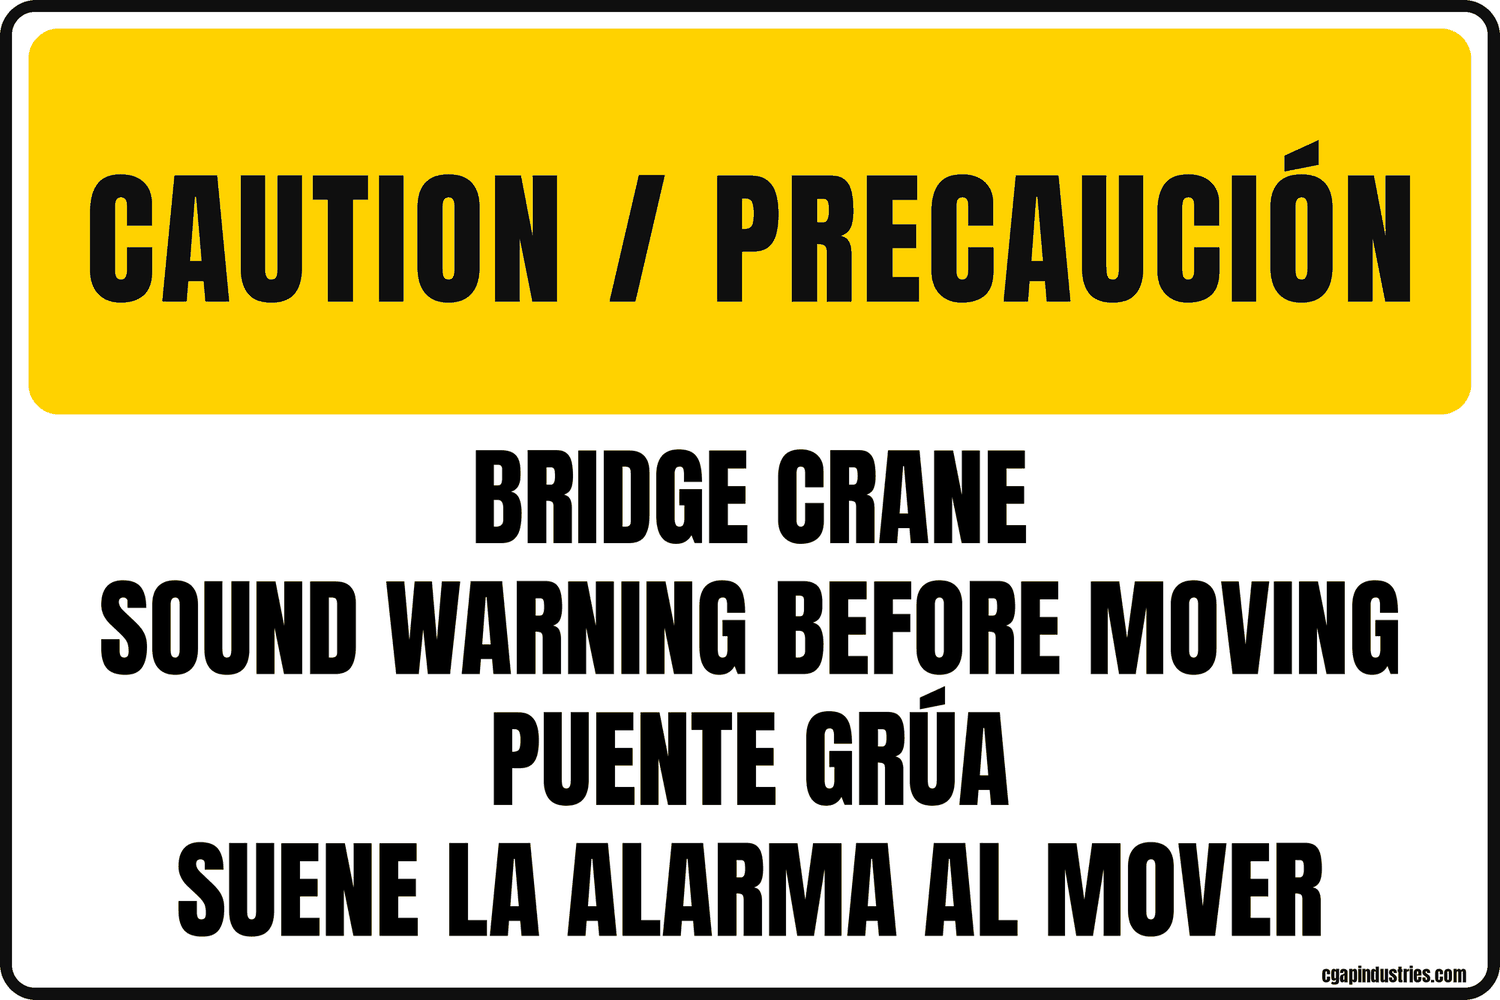 CAUTION / PRECAUCIÓN
BRIDGE CRANE
SOUND WARNING BEFORE MOVING
PUENTE GRÚA
SUENE LA ALARMA AL MOVER
cgapindustries.com